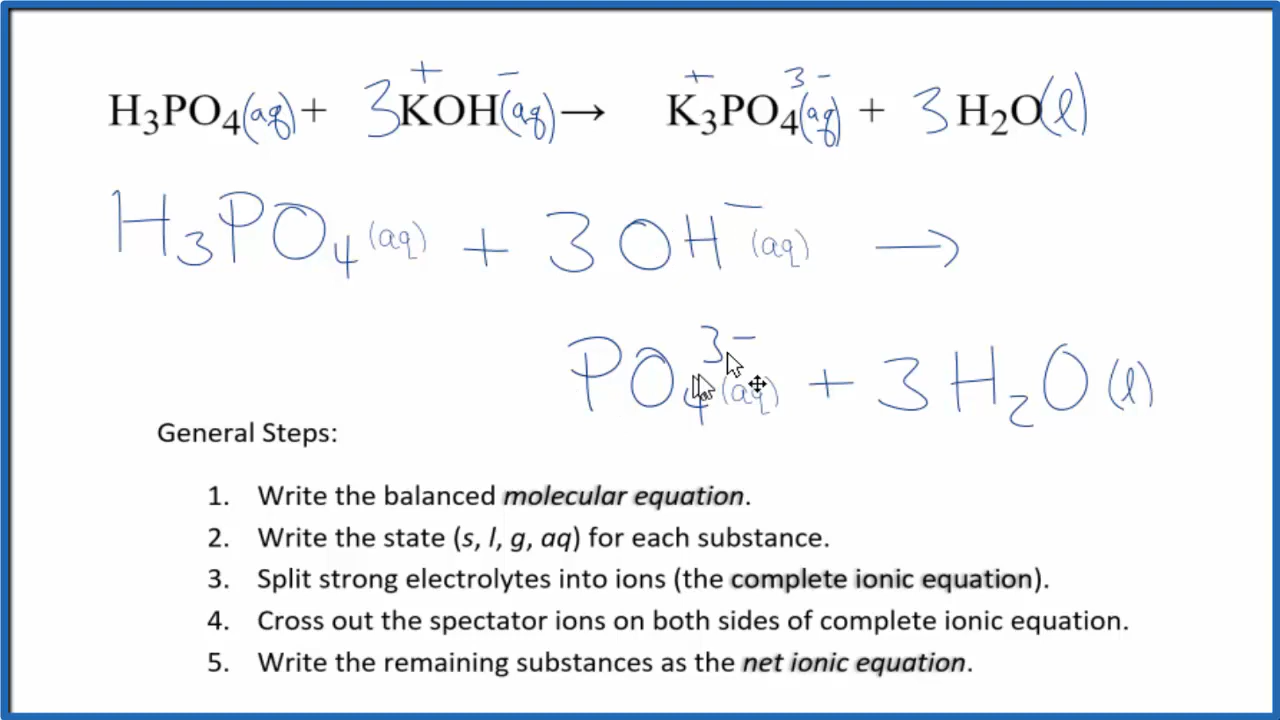 H₃PO₄(aq) + 3KOH(aq) → K₃PO₄(aq) + 3H₂O(l)
+ − + 3−
H₃PO₄(aq) + 3OH⁻(aq) →
PO₄³⁻(aq) + 3H₂O(l)
General Steps:
1. Write the balanced molecular equation.
2. Write the state (s, l, g, aq) for each substance.
3. Split strong electrolytes into ions (the complete ionic equation).
4. Cross out the spectator ions on both sides of complete ionic equation.
5. Write the remaining substances as the net ionic equation.